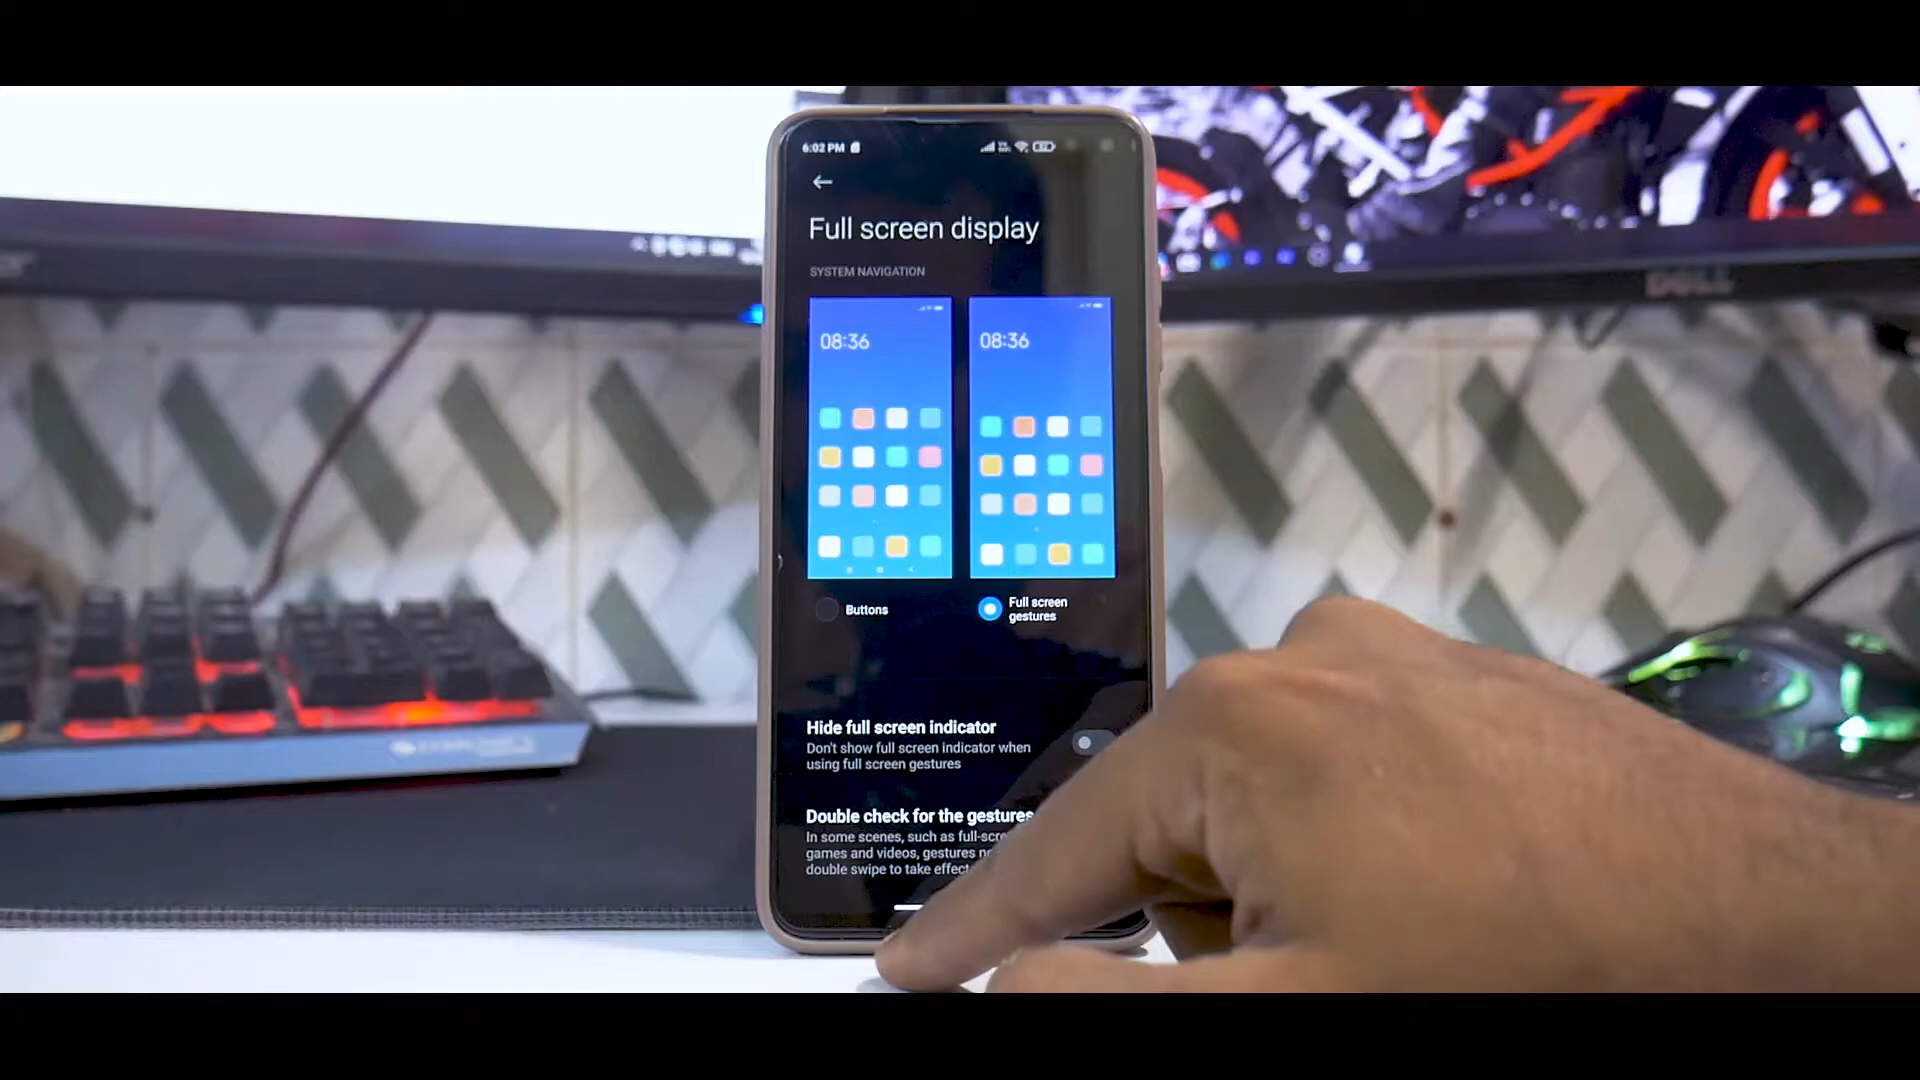 6:02 PM
Full screen display
SYSTEM NAVIGATION
08:36
08:36
Buttons
Full screen
gestures
Hide full screen indicator
Don't show full screen indicator when
using full screen gestures
Double check for the gestures
In some scenes, such as full-scre
games and videos, gestures
double swipe to take effect
DELL